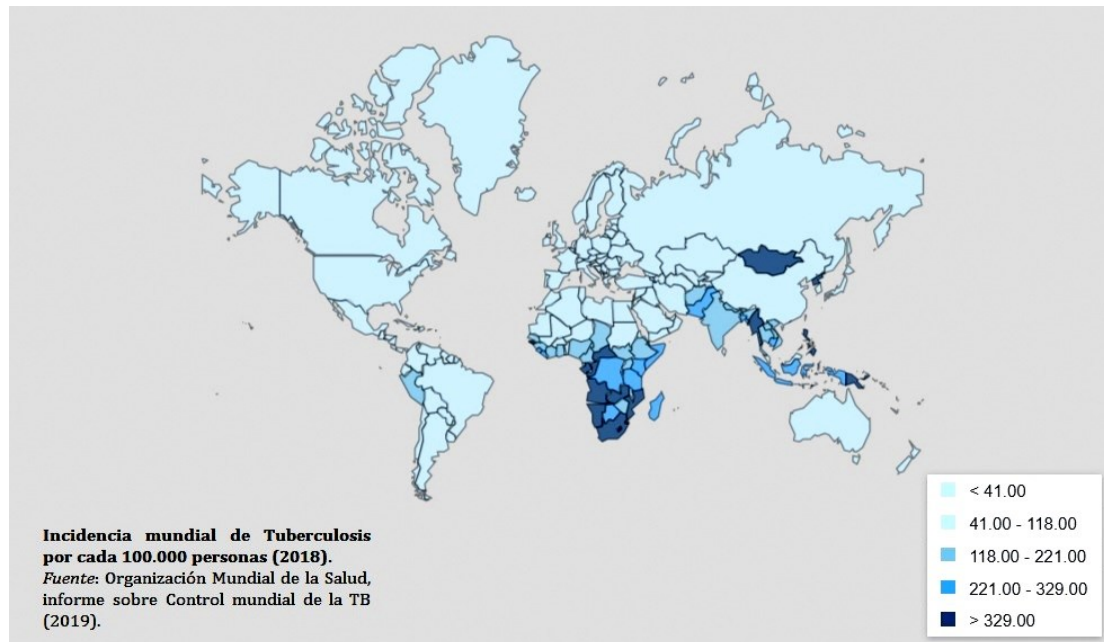 Incidencia mundial de Tuberculosis
por cada 100.000 personas (2018).
Fuente: Organización Mundial de la Salud,
informe sobre Control mundial de la TB
(2019).
< 41.00
41.00 - 118.00
118.00 - 221.00
221.00 - 329.00
> 329.00